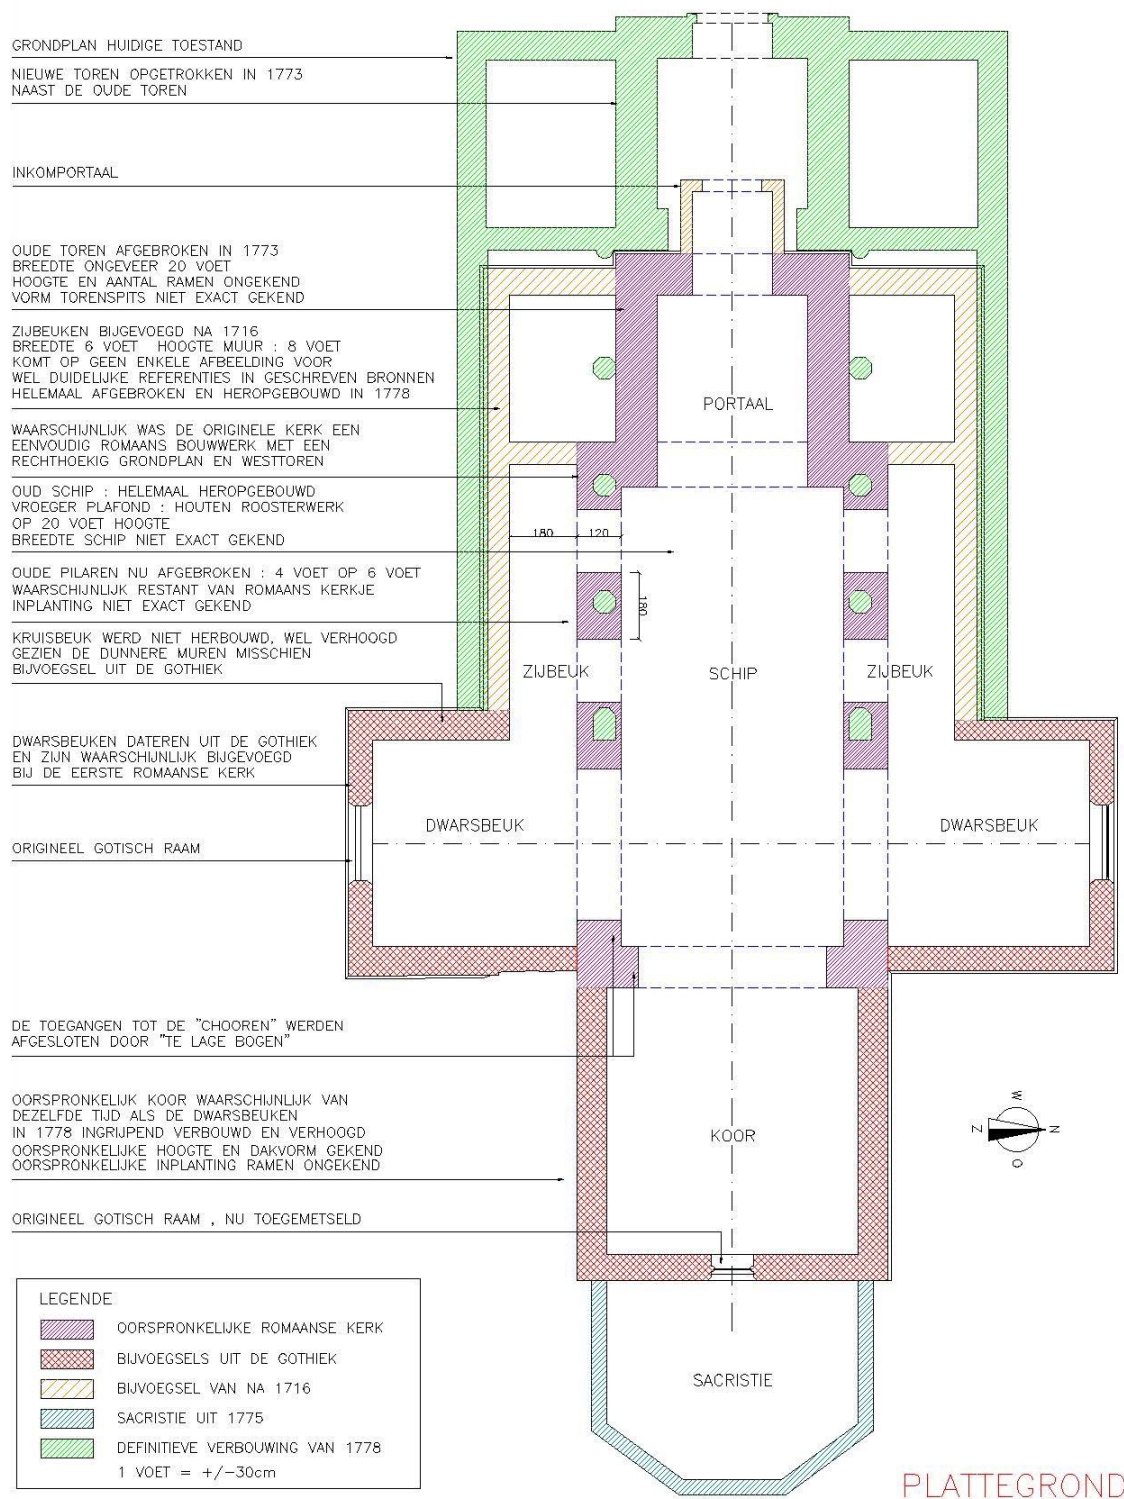 GRONDPLAN HUIDIGE TOESTAND
NIEUWE TOREN OPGETROKKEN IN 1773
NAAST DE OUDE TOREN
INKOMPORTAAL
OUDE TOREN AFGEBROKEN IN 1773
BREEDTE ONGEVEER 20 VOET
HOOGTE EN AANTAL RAMEN ONGEKEND
VORM TORENSPITS NIET EXACT GEKEND
ZIJBEUKEN BIJGEVOEGD NA 1716
BREEDTE 6 VOET HOOGTE MUUR : 8 VOET
KOMT OP GEEN ENKELE AFBEELDING VOOR
WEL DUIDELIJKE REFERENTIES IN GESCHREVEN BRONNEN
HELEMAAL AFGEBROKEN EN HEROPGEBOUWD IN 1778
WAARSCHIJNLIJK WAS DE ORIGINELE KERK EEN
EENVOUDIG ROMAANS BOUWWERK MET EEN
RECHTHOEKIG GRONDPLAN EN WESTTOREN
OUD SCHIP : HELEMAAL HEROPGEBOUWD
VROEGER PLAFOND : HOUTEN ROOSTERWERK
OP 20 VOET HOOGTE
BREEDTE SCHIP NIET EXACT GEKEND
OUDE PILAREN NU AFGEBROKEN : 4 VOET OP 6 VOET
WAARSCHIJNLIJK RESTANT VAN ROMAANS KERKJE
INPLANTING NIET EXACT GEKEND
KRUISBEUK WERD NIET HERBOUWD, WEL VERHOOGD
GEZIEN DE DUNNERE MUREN MISSCHIEN
BIJVOEGSEL UIT DE GOTHIEK
DWARSBEUKEN DATEREN UIT DE GOTHIEK
EN ZIJN WAARSCHIJNLIJK BIJGEVOEGD
BIJ DE EERSTE ROMAANSE KERK
ORIGINEEL GOTISCH RAAM
DE TOEGANGEN TOT DE "CHOOREN" WERDEN
AFGESLOTEN DOOR "TE LAGE BOGEN"
OORSPRONKELIJK KOOR WAARSCHIJNLIJK VAN
DEZELFDE TIJD ALS DE DWARSBEUKEN
IN 1778 INGRIJPEND VERBOUWD EN VERHOOGD
OORSPRONKELIJKE HOOGTE EN DAKVORM GEKEND
OORSPRONKELIJKE INPLANTING RAMEN ONGEKEND
ORIGINEEL GOTISCH RAAM , NU TOEGEMETSELD
PORTAAL
180
120
180
ZIJBEUK
SCHIP
ZIJBEUK
DWARSBEUK
DWARSBEUK
KOOR
W
Z
N
O
SACRISTIE
LEGENDE
OORSPRONKELIJKE ROMAANSE KERK
BIJVOEGSELS UIT DE GOTHIEK
BIJVOEGSEL VAN NA 1716
SACRISTIE UIT 1775
DEFINITIEVE VERBOUWING VAN 1778
1 VOET = +/-30cm
PLATTEGROND